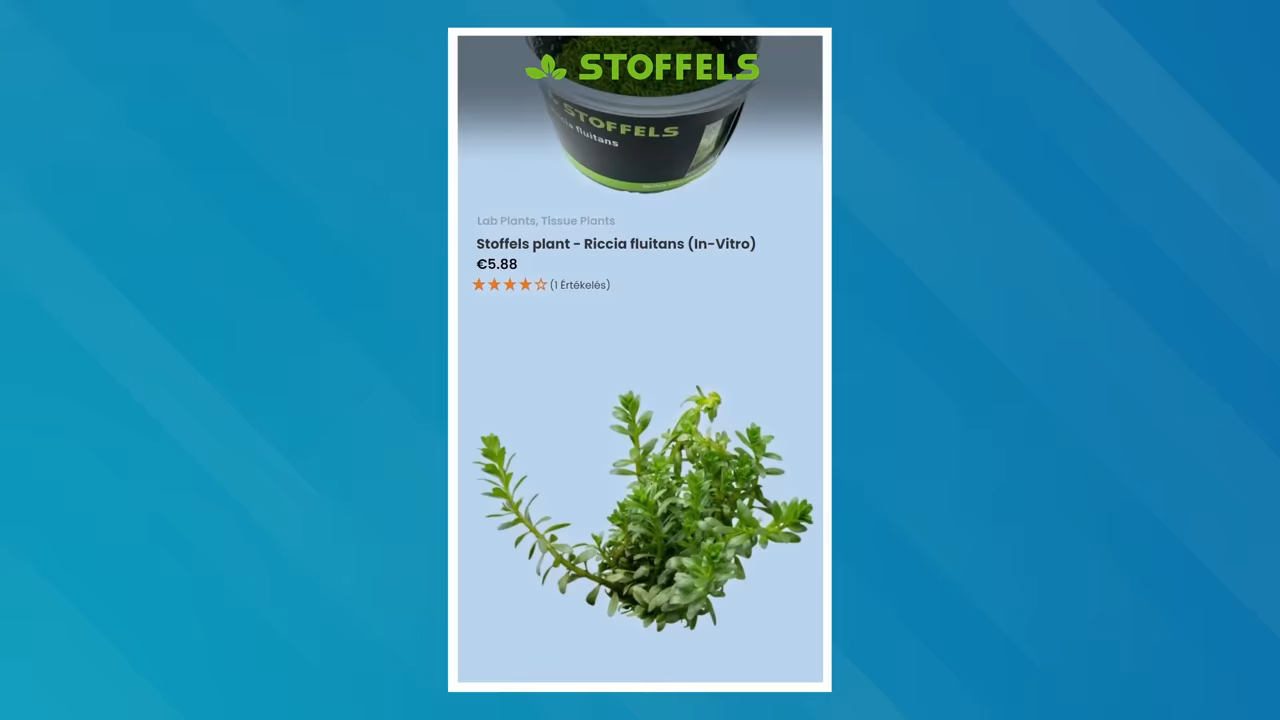 STOFFELS
STOFFELS
fluitans
Lab Plants, Tissue Plants
Stoffels plant - Riccia fluitans (In-Vitro)
€5.88
(1 Értékelés)